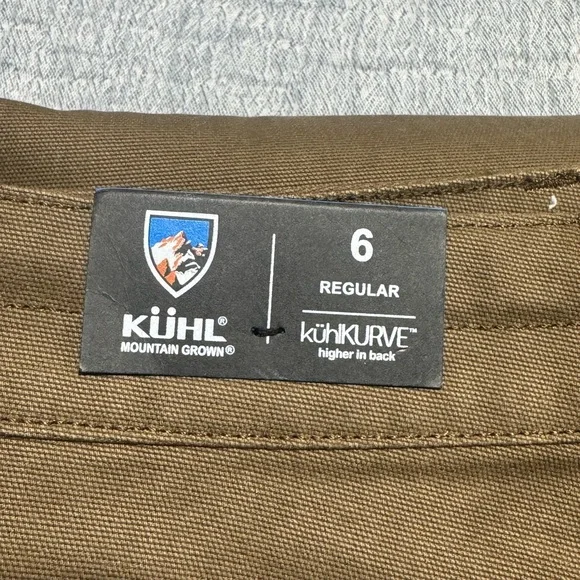 KÜHL®
MOUNTAIN GROWN®
6
REGULAR
kühlKURVE™
higher in back